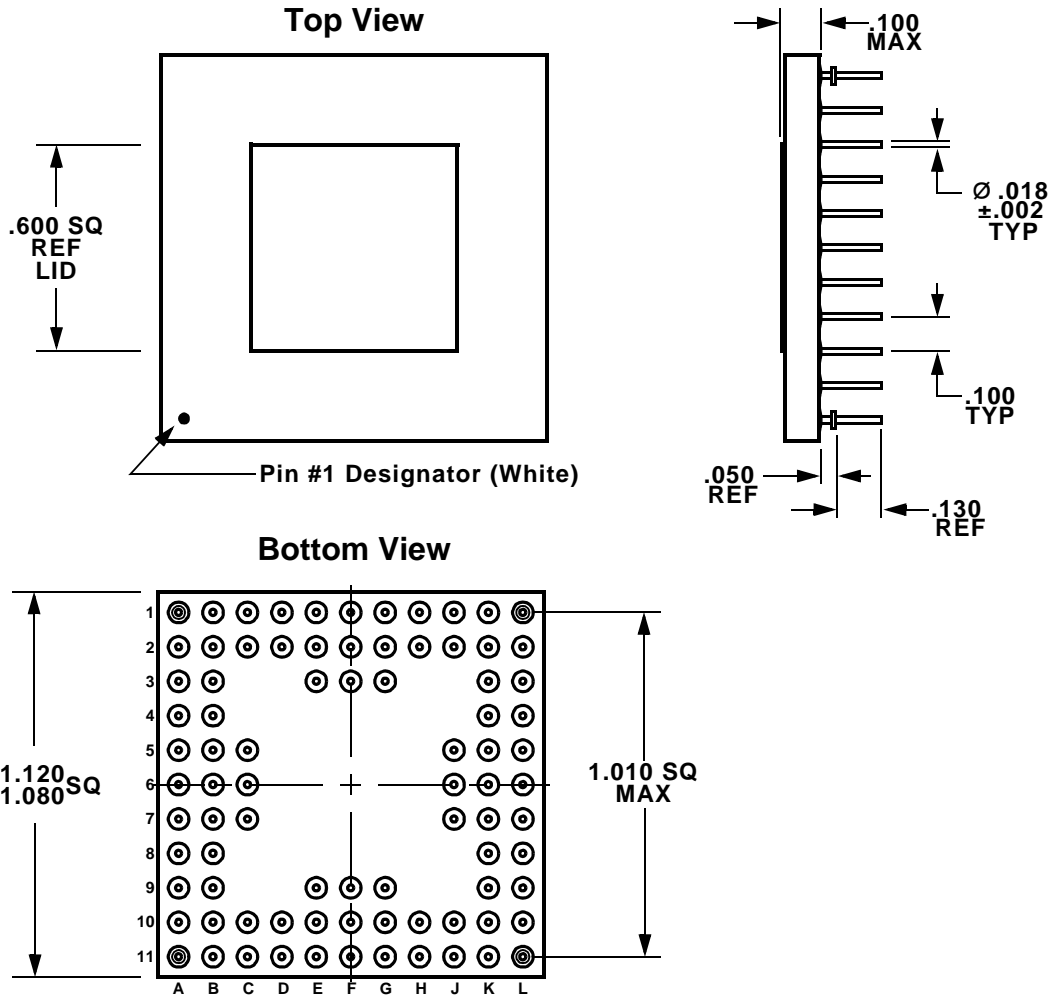 Top View
.100
MAX
.600 SQ
REF
LID
Ø .018
±.002
TYP
.100
TYP
Pin #1 Designator (White)
.050
REF
.130
REF
Bottom View
1
2
3
4
5
6
7
8
9
10
11
1.120
1.080
SQ
1.010 SQ
MAX
A B C D E F G H J K L